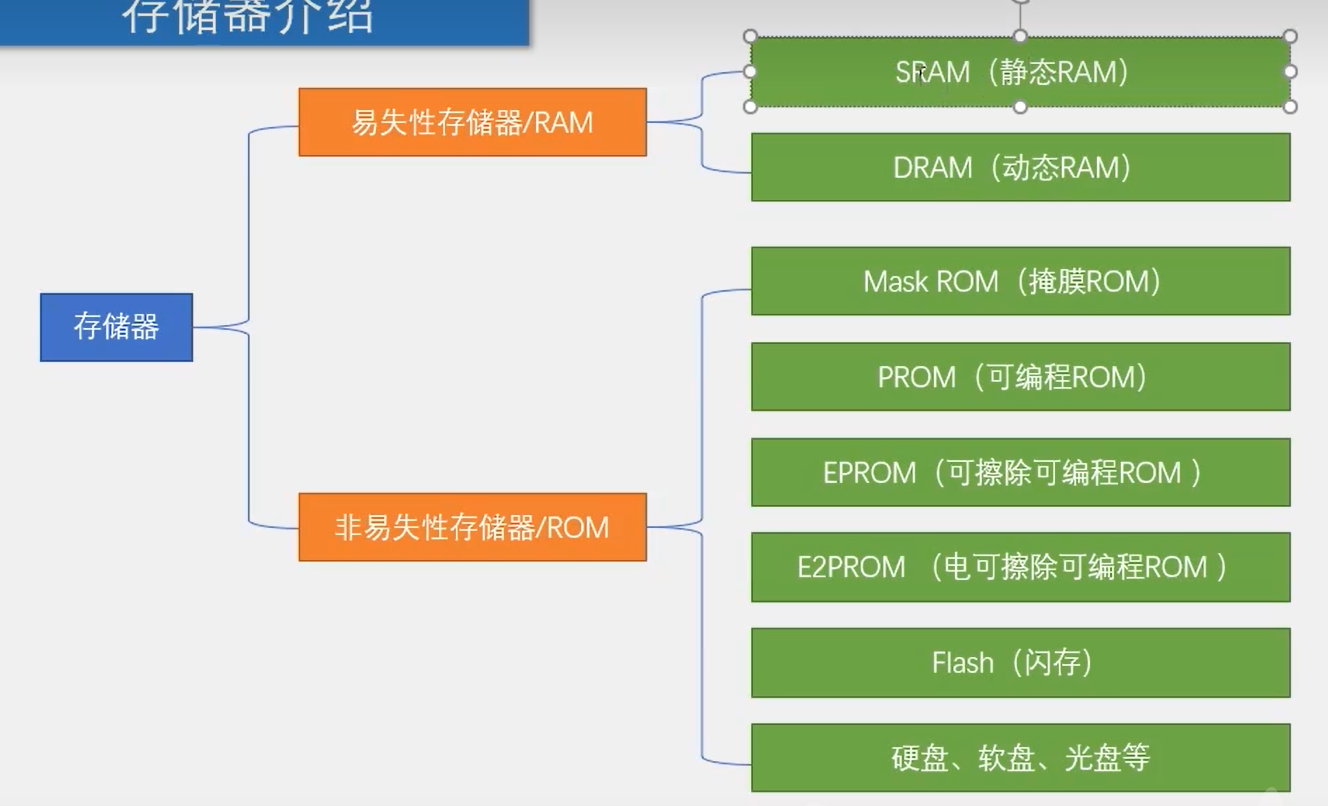 存储器介绍
易失性存储器/RAM
SRAM（静态RAM）
DRAM（动态RAM）
存储器
非易失性存储器/ROM
Mask ROM（掩膜ROM）
PROM（可编程ROM）
EPROM（可擦除可编程ROM ）
E2PROM （电可擦除可编程ROM ）
Flash（闪存）
硬盘、软盘、光盘等